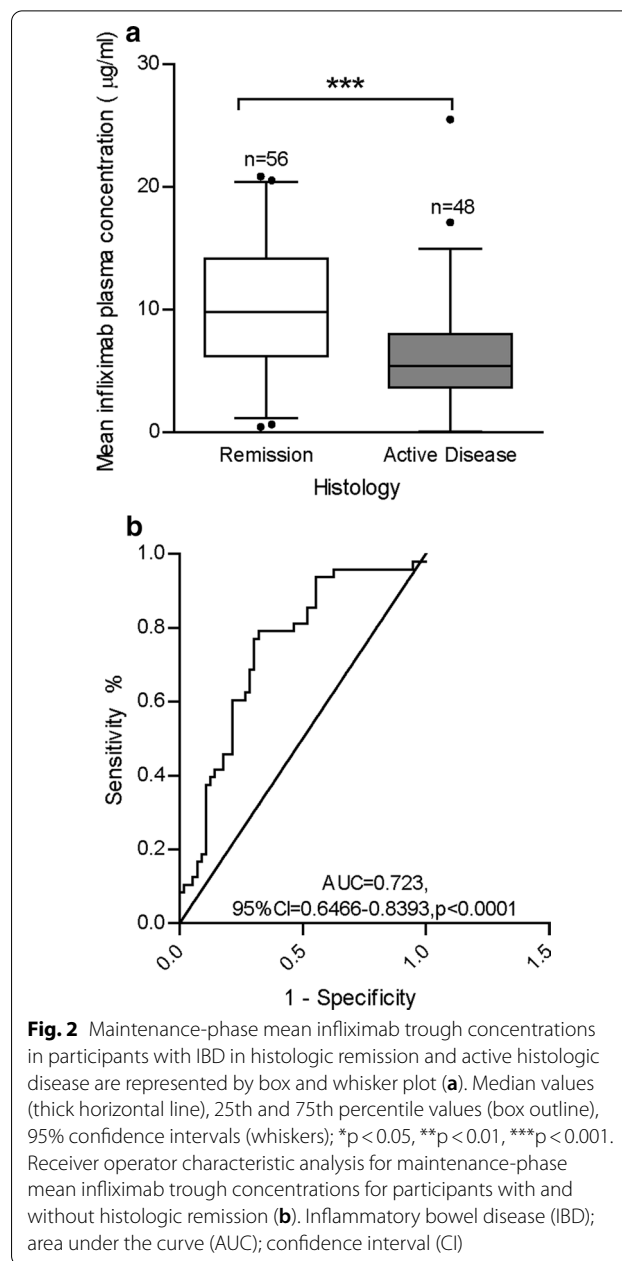 a
Mean infliximab plasma concentration ( µg/ml)
30
20
10
0
***
n=56
n=48
Remission
Active Disease
Histology
b
Sensitivity %
1.0
0.8
0.6
0.4
0.2
0.0
AUC=0.723,
95%CI=0.6466-0.8393,p<0.0001
0.0
0.5
1.0
1.5
1 - Specificity
Fig. 2 Maintenance-phase mean infliximab trough concentrations
in participants with IBD in histologic remission and active histologic
disease are represented by box and whisker plot (a). Median values
(thick horizontal line), 25th and 75th percentile values (box outline),
95% confidence intervals (whiskers); *p < 0.05, **p < 0.01, ***p < 0.001.
Receiver operator characteristic analysis for maintenance-phase
mean infliximab trough concentrations for participants with and
without histologic remission (b). Inflammatory bowel disease (IBD);
area under the curve (AUC); confidence interval (CI)